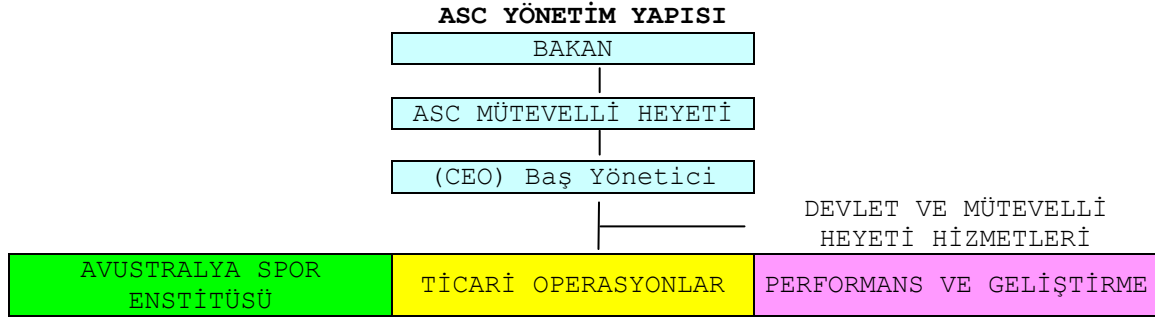 ASC YÖNETİM YAPISI
BAKAN
ASC MÜTEVELLİ HEYETİ
(CEO) Baş Yönetici
DEVLET VE MÜTEVELLİ
HEYETİ HİZMETLERİ
AVUSTRALYA SPOR
ENSTİTÜSÜ
TİCARİ OPERASYONLAR
PERFORMANS VE GELİŞTİRME